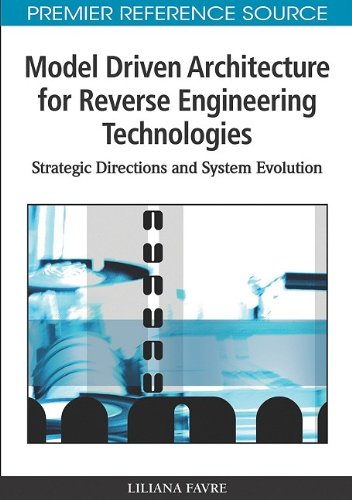 PREMIER REFERENCE SOURCE
Model Driven Architecture
for Reverse Engineering
Technologies
Strategic Directions and System Evolution
LILIANA FAVRE